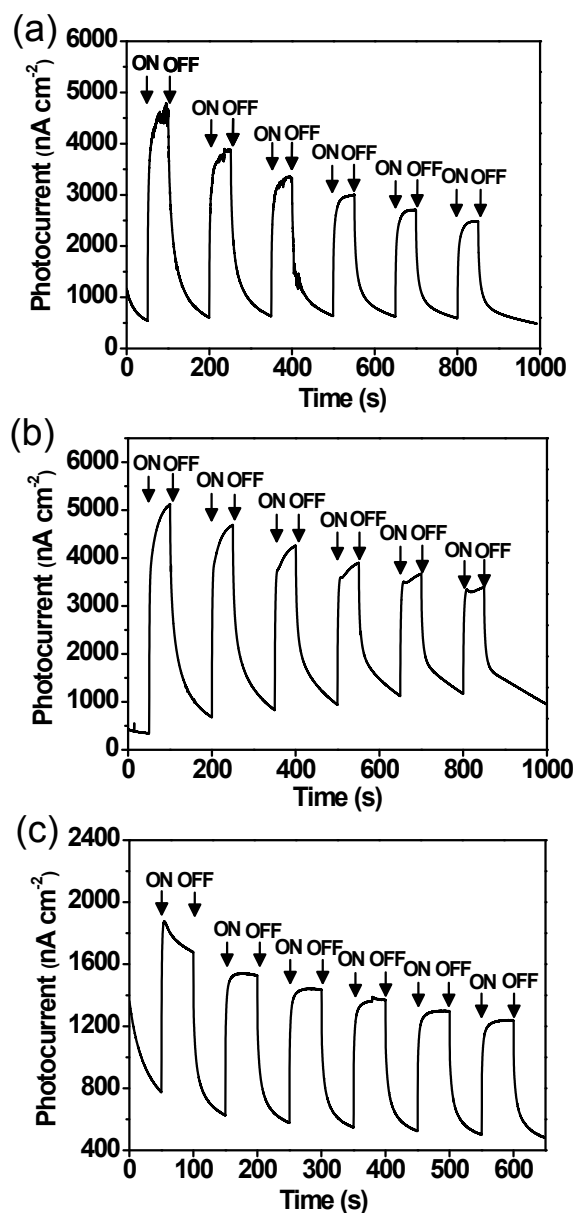 (a)
6000
5000
4000
3000
2000
1000
0
Photocurrent (nA cm-2)
ON OFF
ON OFF
ON OFF
ON OFF
ON OFF
ON OFF
0 200 400 600 800 1000
Time (s)
(b)
6000
5000
4000
3000
2000
1000
0
Photocurrent (nA cm-2)
ON OFF
ON OFF
ON OFF
ON OFF
ON OFF
ON OFF
0 200 400 600 800 1000
Time (s)
(c)
2400
2000
1600
1200
800
400
Photocurrent (nA cm-2)
ON OFF
ON OFF
ON OFF
ON OFF
ON OFF
ON OFF
0 100 200 300 400 500 600
Time (s)